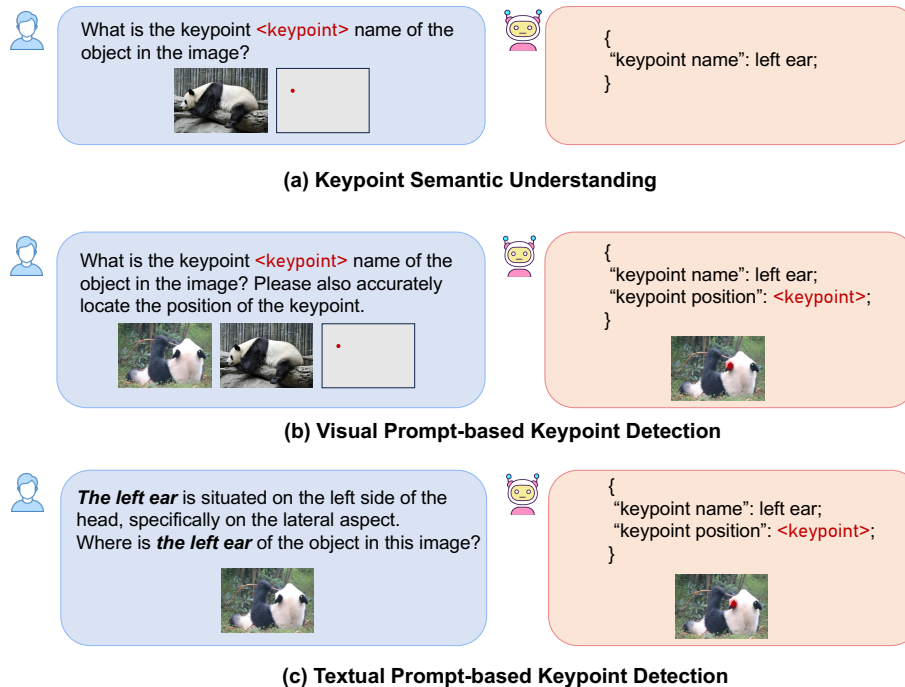 What is the keypoint <keypoint> name of the
object in the image?
{
"keypoint name": left ear;
}
(a) Keypoint Semantic Understanding
What is the keypoint <keypoint> name of the
object in the image? Please also accurately
locate the position of the keypoint.
{
“keypoint name”: left ear;
“keypoint position”: <keypoint>;
}
(b) Visual Prompt-based Keypoint Detection
The left ear is situated on the left side of the
head, specifically on the lateral aspect.
Where is the left ear of the object in this image?
{
“keypoint name”: left ear;
“keypoint position”: <keypoint>;
}
(c) Textual Prompt-based Keypoint Detection